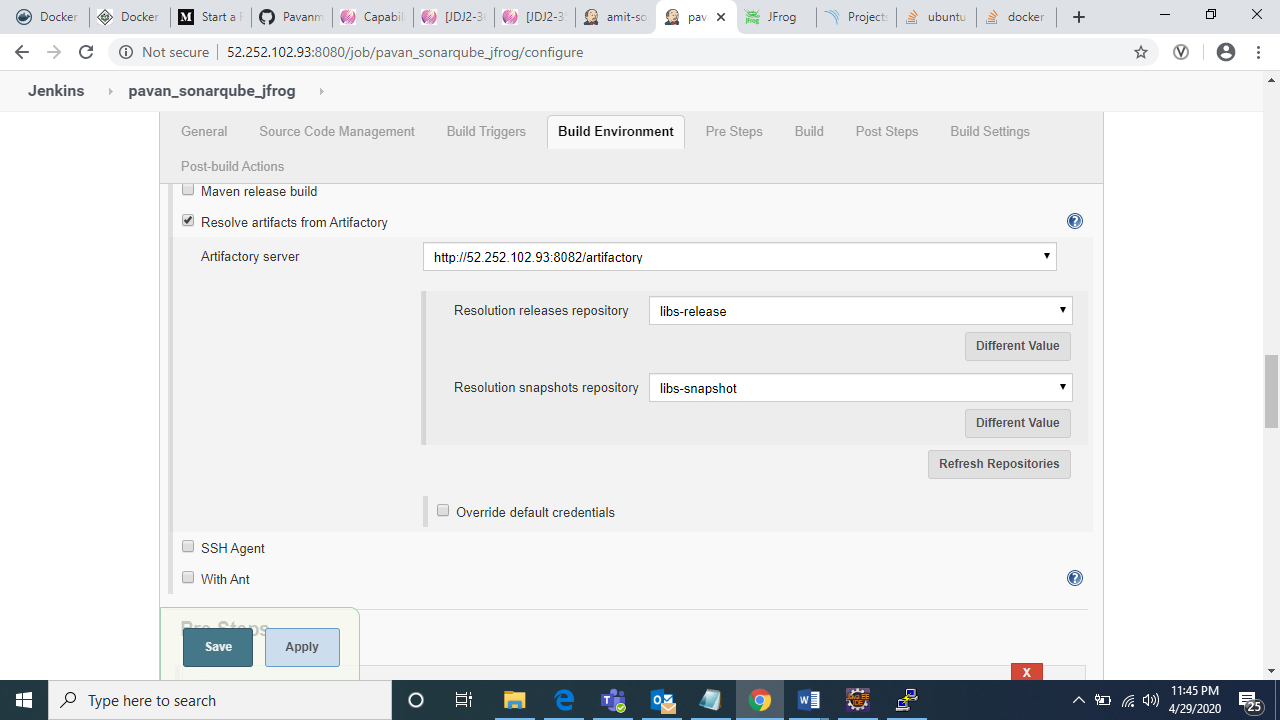 Docker
Docker
Start a F
Pavanm
Capabil
[JDJ2-36
[JDJ2-35
amit-so
pav
JFrog
Projects
ubuntu
docker
Not secure 52.252.102.93:8080/job/pavan_sonarqube_jfrog/configure
Jenkins pavan_sonarqube_jfrog
General Source Code Management Build Triggers Build Environment Pre Steps Build Post Steps Build Settings
Post-build Actions
Maven release build
Resolve artifacts from Artifactory
Artifactory server http://52.252.102.93:8082/artifactory
Resolution releases repository libs-release
Different Value
Resolution snapshots repository libs-snapshot
Different Value
Refresh Repositories
Override default credentials
SSH Agent
With Ant
Pre Steps
Save Apply
X
Type here to search
11:45 PM
4/29/2020
25